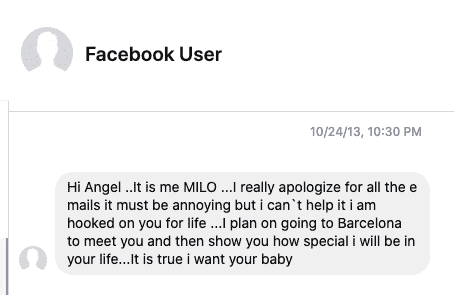 Facebook User
10/24/13, 10:30 PM
Hi Angel ..It is me MILO ...I really apologize for all the e
mails it must be annoying but i can`t help it i am
hooked on you for life ...I plan on going to Barcelona
to meet you and then show you how special i will be in
your life...It is true i want your baby